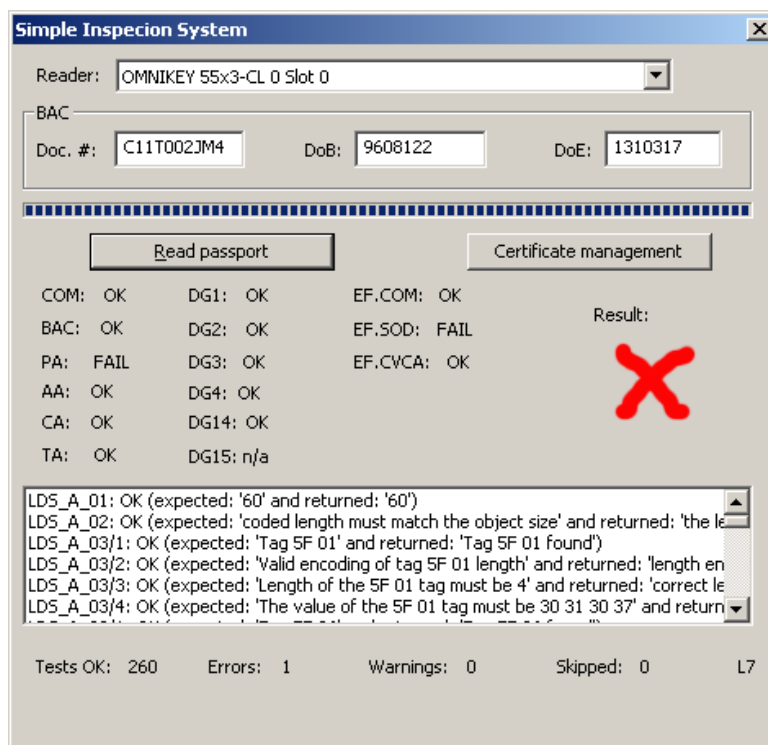 Simple Inspecion System
Reader: OMNIKEY 55x3-CL 0 Slot 0
BAC
Doc. #: C11T002JM4 DoB: 9608122 DoE: 1310317
Read passport Certificate management
COM: OK DG1: OK EF.COM: OK
BAC: OK DG2: OK EF.SOD: FAIL
Result:
PA: FAIL DG3: OK EF.CVCA: OK
AA: OK DG4: OK
CA: OK DG14: OK
TA: OK DG15: n/a
LDS_A_01: OK (expected: '60' and returned: '60')
LDS_A_02: OK (expected: 'coded length must match the object size' and returned: 'the le
LDS_A_03/1: OK (expected: 'Tag 5F 01' and returned: 'Tag 5F 01 found')
LDS_A_03/2: OK (expected: 'Valid encoding of tag 5F 01 length' and returned: 'length en
LDS_A_03/3: OK (expected: 'Length of the 5F 01 tag must be 4' and returned: 'correct le
LDS_A_03/4: OK (expected: 'The value of the 5F 01 tag must be 30 31 30 37' and return
Tests OK: 260 Errors: 1 Warnings: 0 Skipped: 0 L7